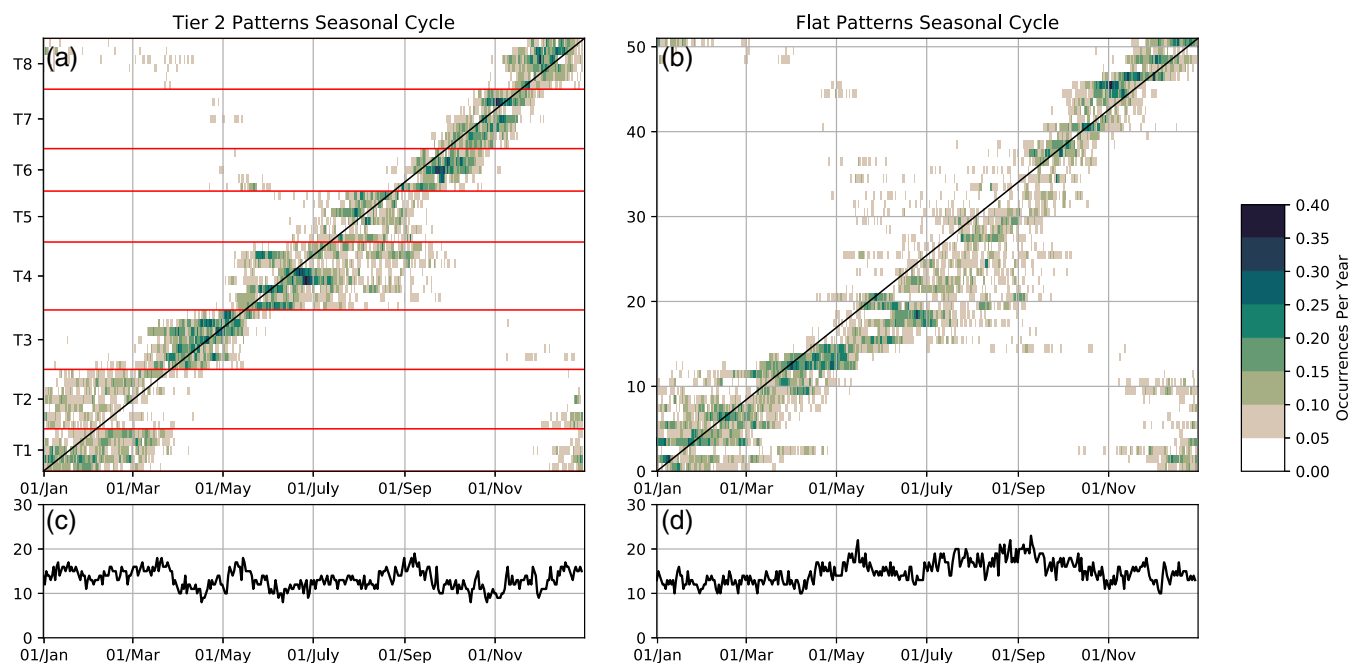 Tier 2 Patterns Seasonal Cycle
(a)
T8
T7
T6
T5
T4
T3
T2
T1
01/Jan 01/Mar 01/May 01/July 01/Sep 01/Nov
Flat Patterns Seasonal Cycle
(b)
50
40
30
20
10
0
01/Jan 01/Mar 01/May 01/July 01/Sep 01/Nov
0.40
0.35
0.30
0.25
0.20
0.15
0.10
0.05
0.00
Occurrences Per Year
(c)
30
20
10
0
01/Jan 01/Mar 01/May 01/July 01/Sep 01/Nov
(d)
30
20
10
0
01/Jan 01/Mar 01/May 01/July 01/Sep 01/Nov